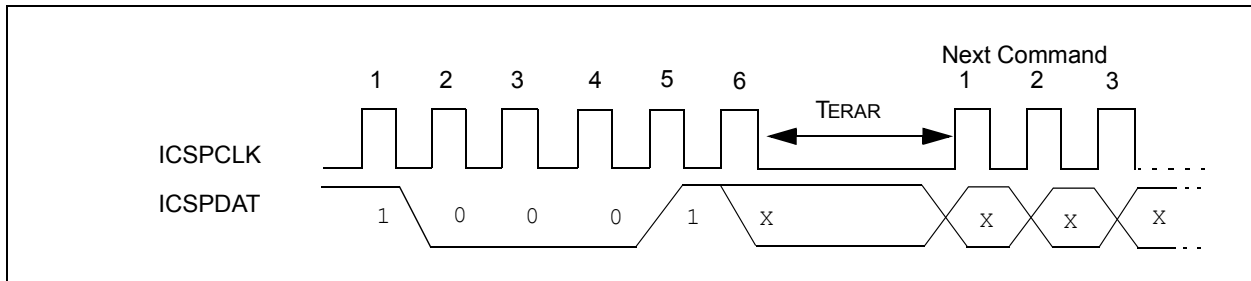 Next Command
1 2 3 4 5 6 1 2 3
TERAR
ICSPCLK
ICSPDAT
1 0 0 0 1 X X X X